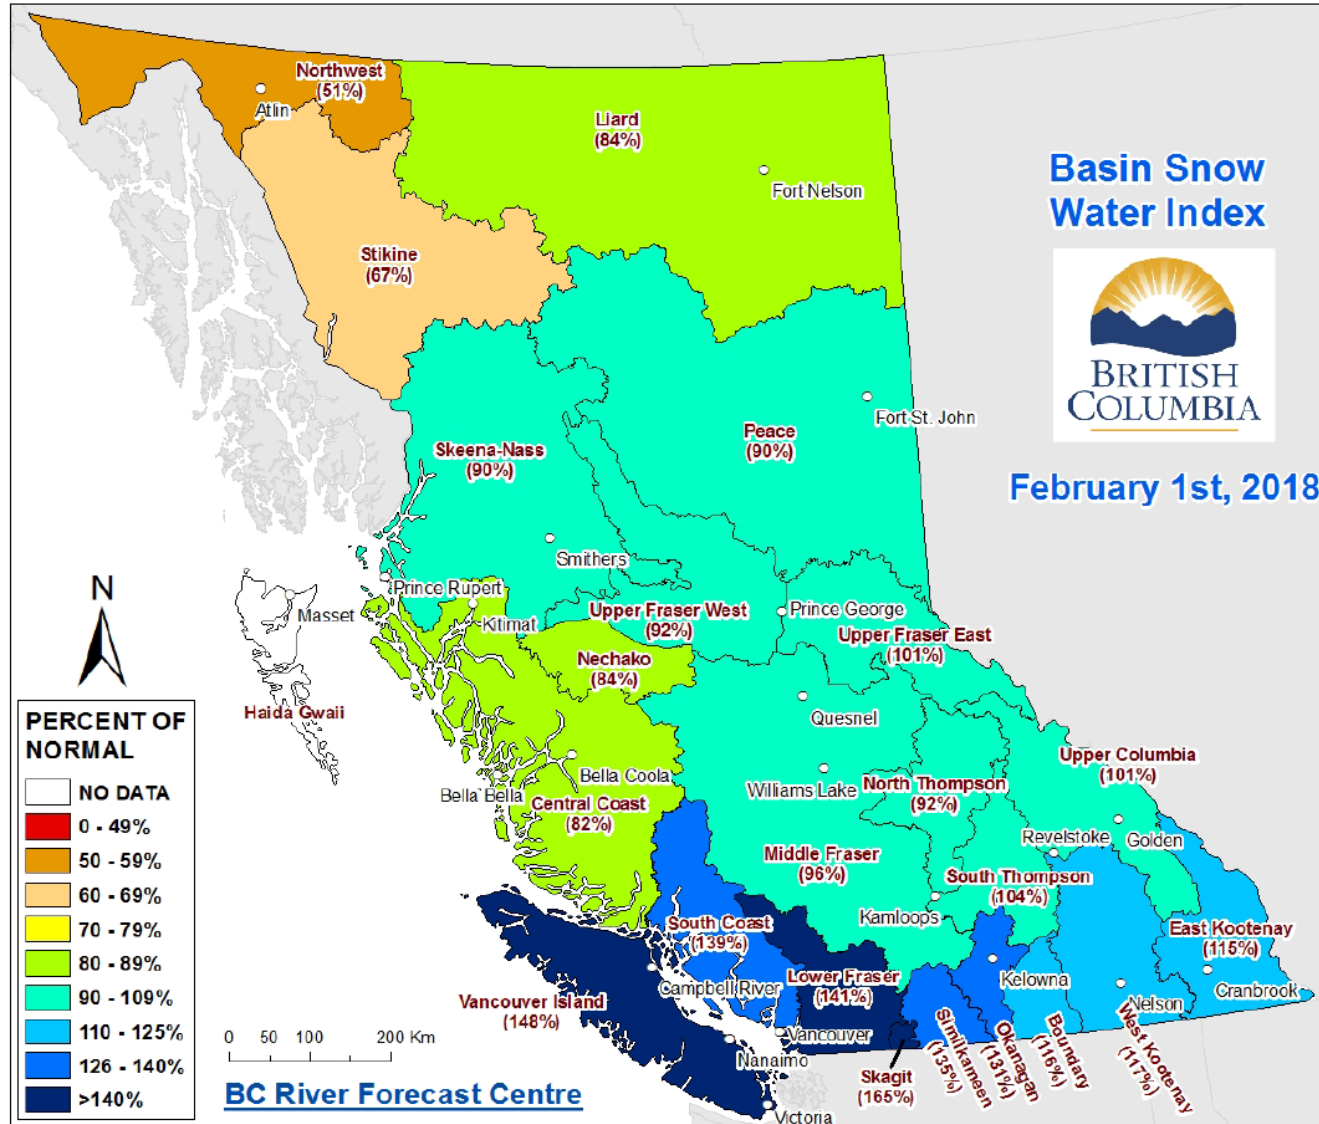 Northwest
(51%)
Atlin
Liard
(84%)
Fort Nelson
Basin Snow
Water Index
Stikine
(67%)
BRITISH
COLUMBIA
Fort St. John
Peace
(90%)
Skeena-Nass
(90%)
February 1st, 2018
Smithers
N
Prince Rupert
Masset
Kitimat
Upper Fraser West
(92%)
Prince George
Upper Fraser East
(101%)
Nechako
(84%)
Haida Gwaii
Quesnel
Upper Columbia
(101%)
Bella Coola
Bella Bella
Williams Lake
North Thompson
(92%)
Central Coast
(82%)
Revelstoke
Golden
Middle Fraser
(96%)
South Thompson
(104%)
Kamloops
South Coast
(139%)
East Kootenay
(115%)
Lower Fraser
(141%)
Kelowna
Campbell River
Nelson
Cranbrook
Vancouver Island
(148%)
Vancouver
Nanaimo
Skagit
(165%)
Similkameen
(135%)
Okanagan
(131%)
Boundary
(116%)
West Kootenay
(117%)
Victoria
PERCENT OF
NORMAL
NO DATA
0 - 49%
50 - 59%
60 - 69%
70 - 79%
80 - 89%
90 - 109%
110 - 125%
126 - 140%
>140%
0 50 100 200 Km
BC River Forecast Centre